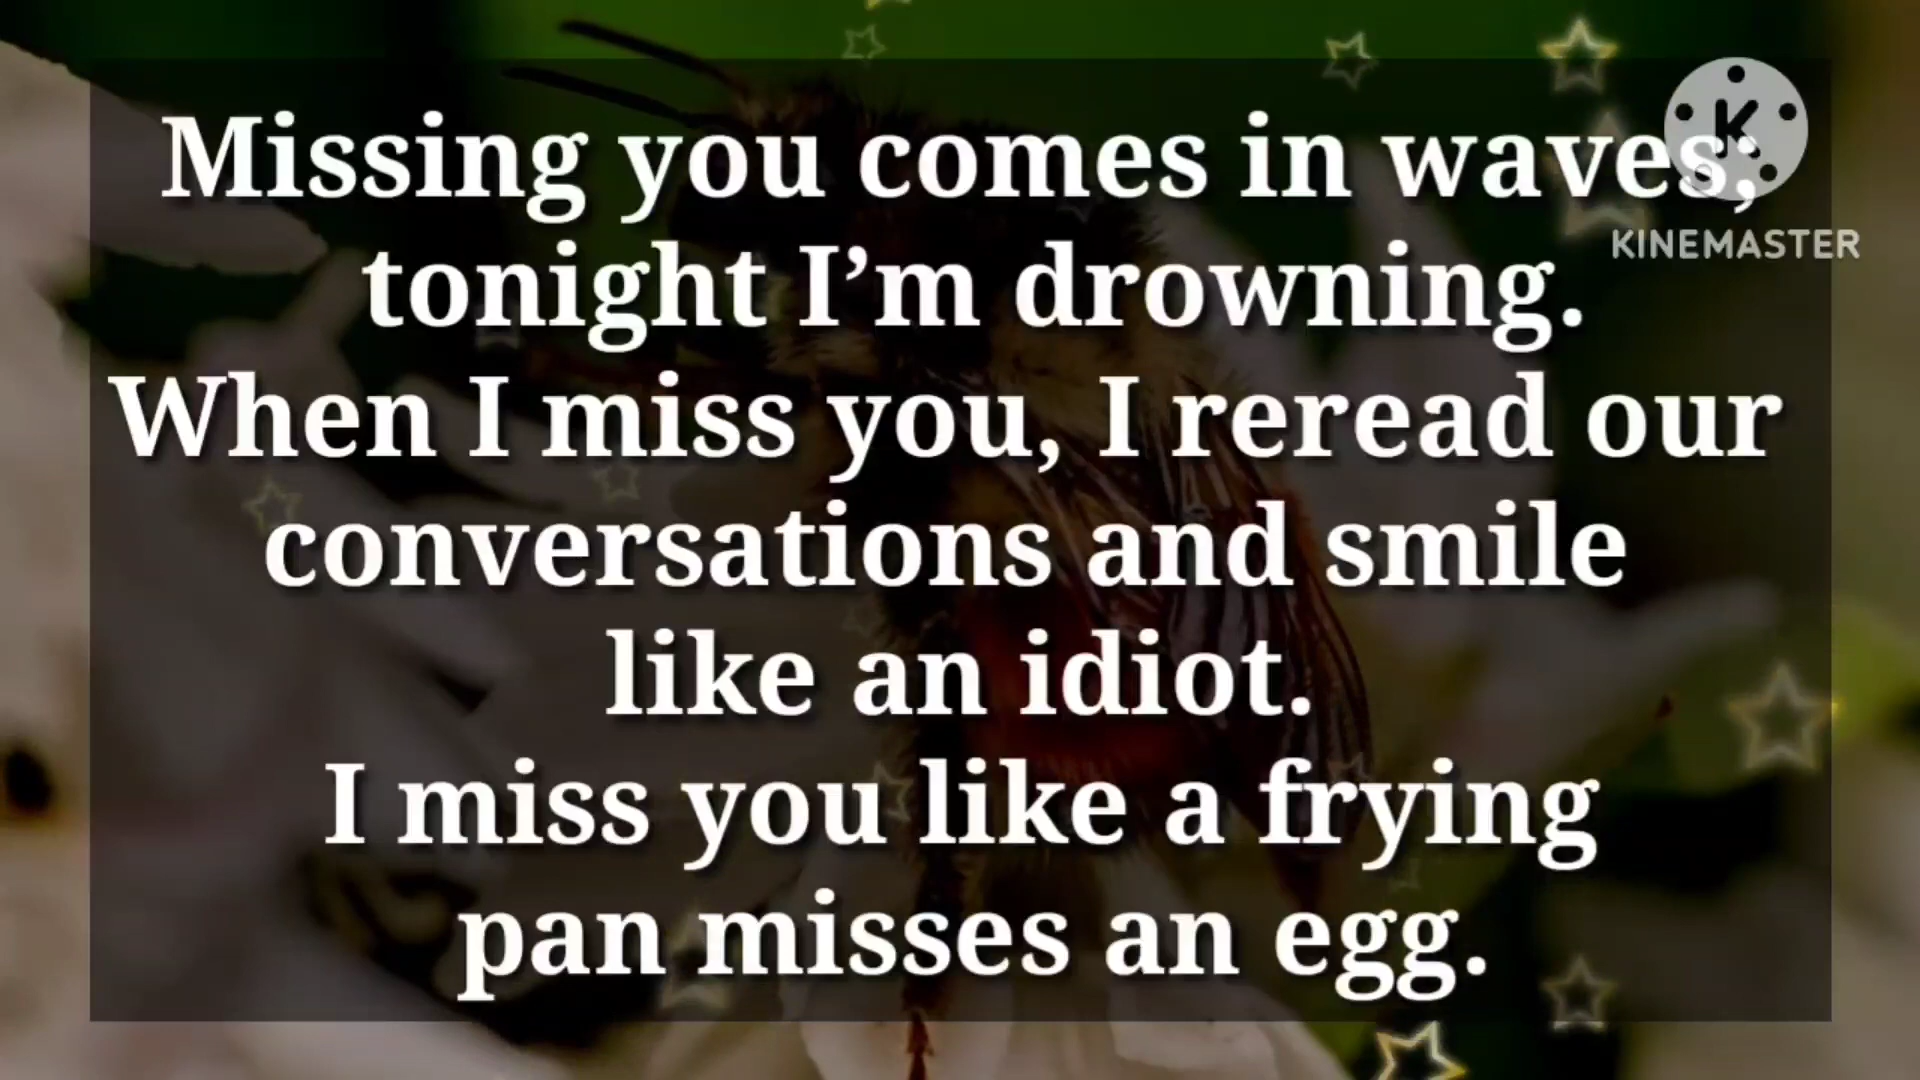 Missing you comes in waves,
tonight I’m drowning.
When I miss you, I reread our
conversations and smile
like an idiot.
I miss you like a frying
pan misses an egg.
K
KINEMASTER